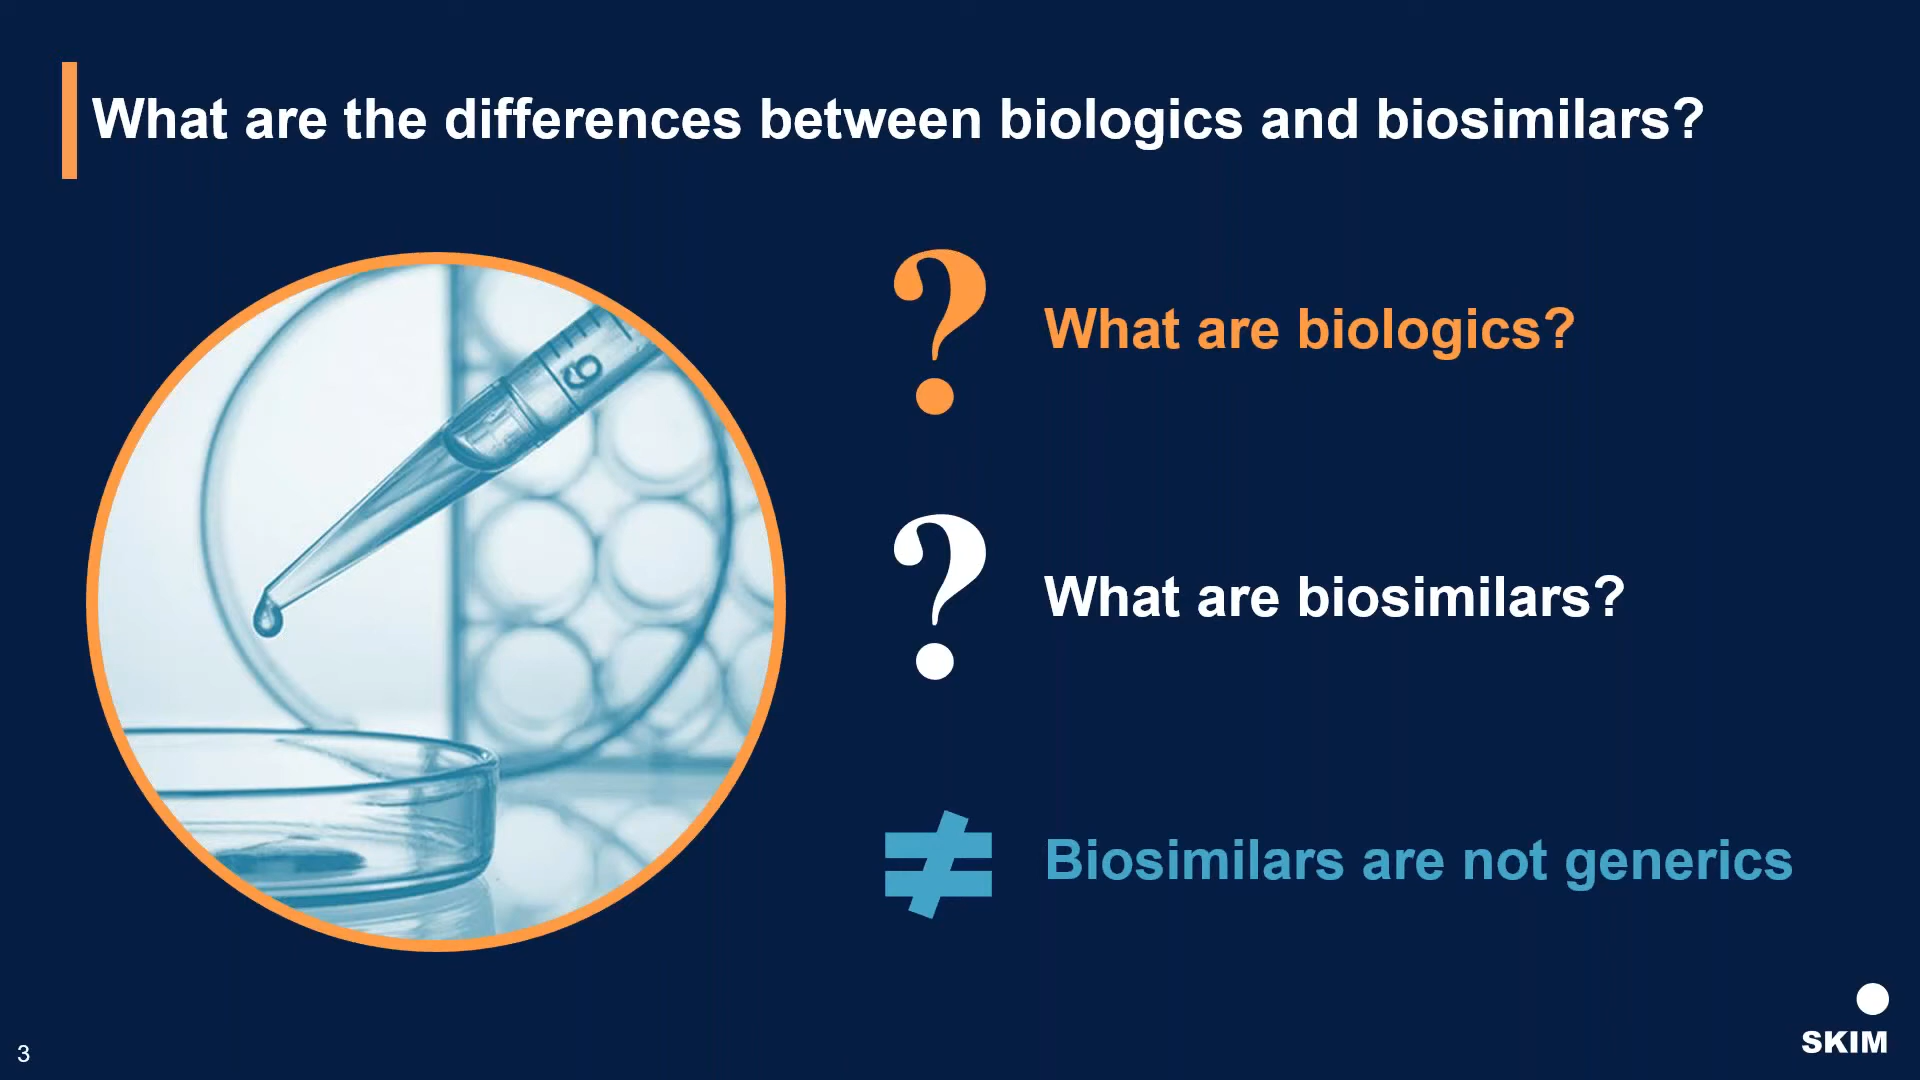 What are the differences between biologics and biosimilars?
?
What are biologics?
9
?
What are biosimilars?
≠
Biosimilars are not generics
SKIM
3